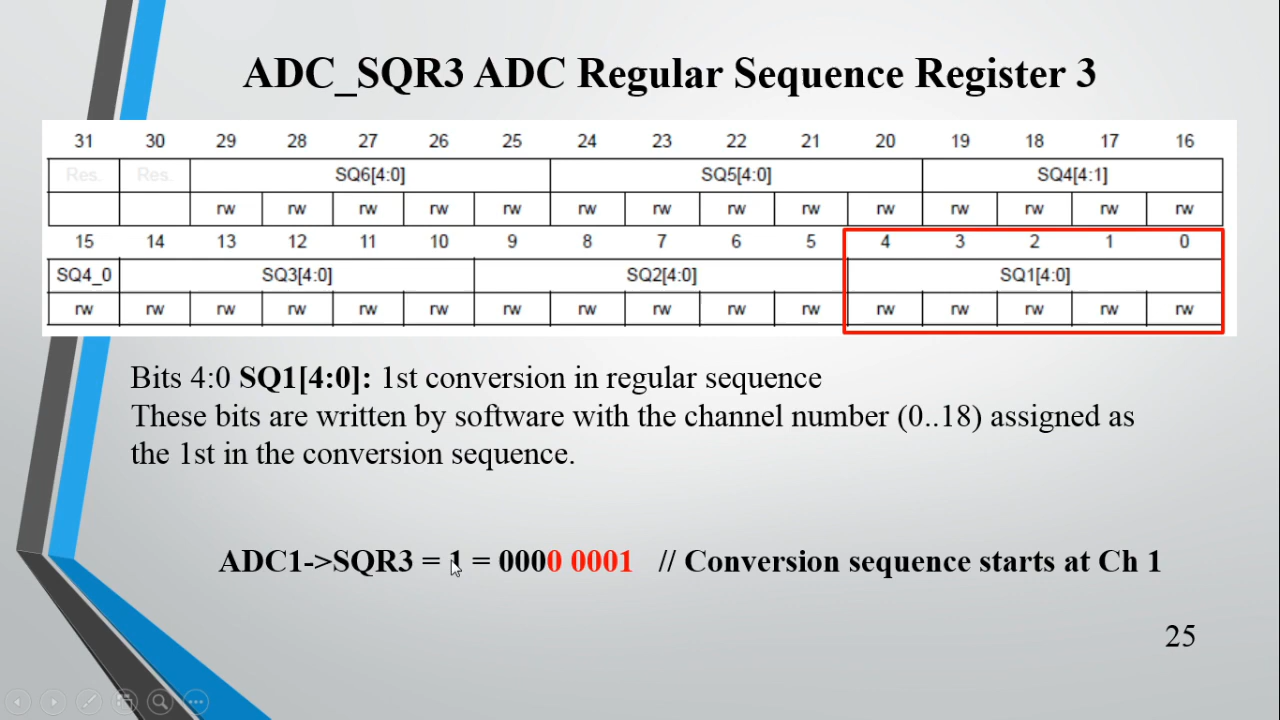 ADC_SQR3 ADC Regular Sequence Register 3
31 30 29 28 27 26 25 24 23 22 21 20 19 18 17 16
Res. Res. SQ6[4:0] SQ5[4:0] SQ4[4:1]
rw rw rw rw rw rw rw rw rw rw rw rw rw rw
15 14 13 12 11 10 9 8 7 6 5 4 3 2 1 0
SQ4_0 SQ3[4:0] SQ2[4:0] SQ1[4:0]
rw rw rw rw rw rw rw rw rw rw rw rw rw rw rw rw
Bits 4:0 SQ1[4:0]: 1st conversion in regular sequence
These bits are written by software with the channel number (0..18) assigned as
the 1st in the conversion sequence.
ADC1->SQR3 = 1 = 0000 0001 // Conversion sequence starts at Ch 1
25